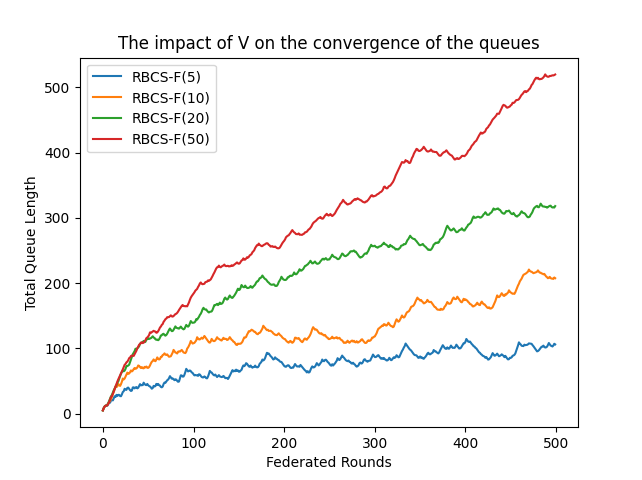 The impact of V on the convergence of the queues
RBCS-F(5)
RBCS-F(10)
RBCS-F(20)
RBCS-F(50)
500
400
300
200
100
0
Total Queue Length
0 100 200 300 400 500
Federated Rounds